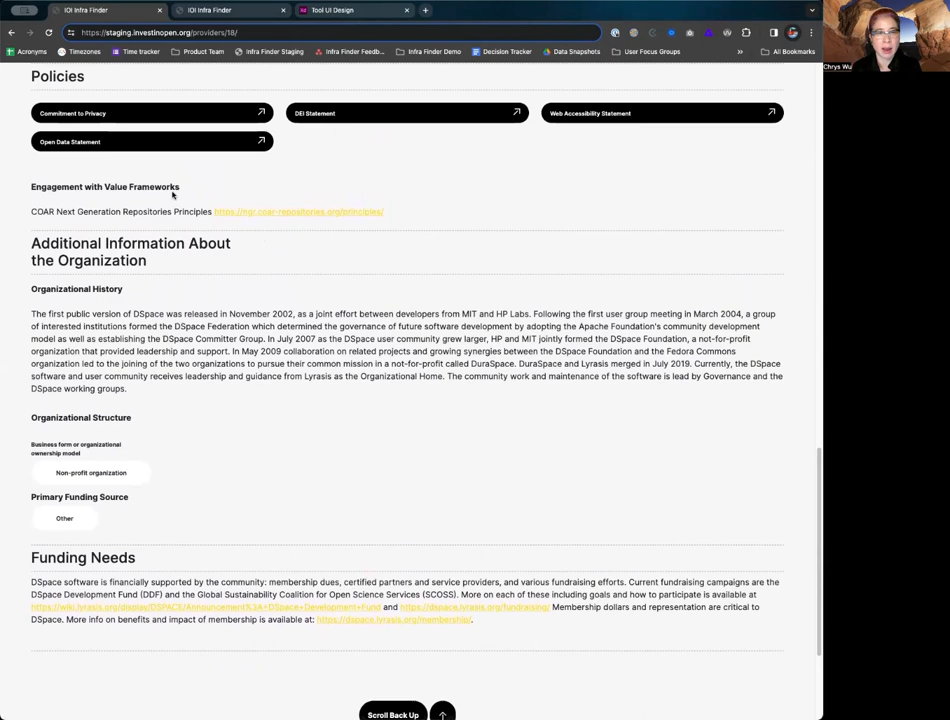 IOI Infra Finder
IOI Infra Finder
Tool UI Design
https://staging.investinopen.org/providers/18/
Acronyms
Timezones
Time tracker
Product Team
Infra Finder Staging
Infra Finder Feedb...
Infra Finder Demo
Decision Tracker
Data Snapshots
User Focus Groups
All Bookmarks
Chrys Wu
Policies
Commitment to Privacy
DEI Statement
Web Accessibility Statement
Open Data Statement
Engagement with Value Frameworks
COAR Next Generation Repositories Principles https://ngr.coar-repositories.org/principles/
Additional Information About
the Organization
Organizational History
The first public version of DSpace was released in November 2002, as a joint effort between developers from MIT and HP Labs. Following the first user group meeting in March 2004, a group
of interested institutions formed the DSpace Federation which determined the governance of future software development by adopting the Apache Foundation's community development
model as well as establishing the DSpace Committer Group. In July 2007 as the DSpace user community grew larger, HP and MIT jointly formed the DSpace Foundation, a not-for-profit
organization that provided leadership and support. In May 2009 collaboration on related projects and growing synergies between the DSpace Foundation and the Fedora Commons
organization led to the joining of the two organizations to pursue their common mission in a not-for-profit called DuraSpace. DuraSpace and Lyrasis merged in July 2019. Currently, the DSpace
software and user community receives leadership and guidance from Lyrasis as the Organizational Home. The community work and maintenance of the software is lead by Governance and the
DSpace working groups.
Organizational Structure
Business form or organizational
ownership model
Non-profit organization
Primary Funding Source
Other
Funding Needs
DSpace software is financially supported by the community: membership dues, certified partners and service providers, and various fundraising efforts. Current fundraising campaigns are the
DSpace Development Fund (DDF) and the Global Sustainability Coalition for Open Science Services (SCOSS). More on each of these including goals and how to participate is available at
https://wiki.lyrasis.org/display/DSPACE/Announcement%3A+DSpace+Development+Fund and https://dspace.lyrasis.org/fundraising/ Membership dollars and representation are critical to
DSpace. More info on benefits and impact of membership is available at: https://dspace.lyrasis.org/membership/.
Scroll Back Up